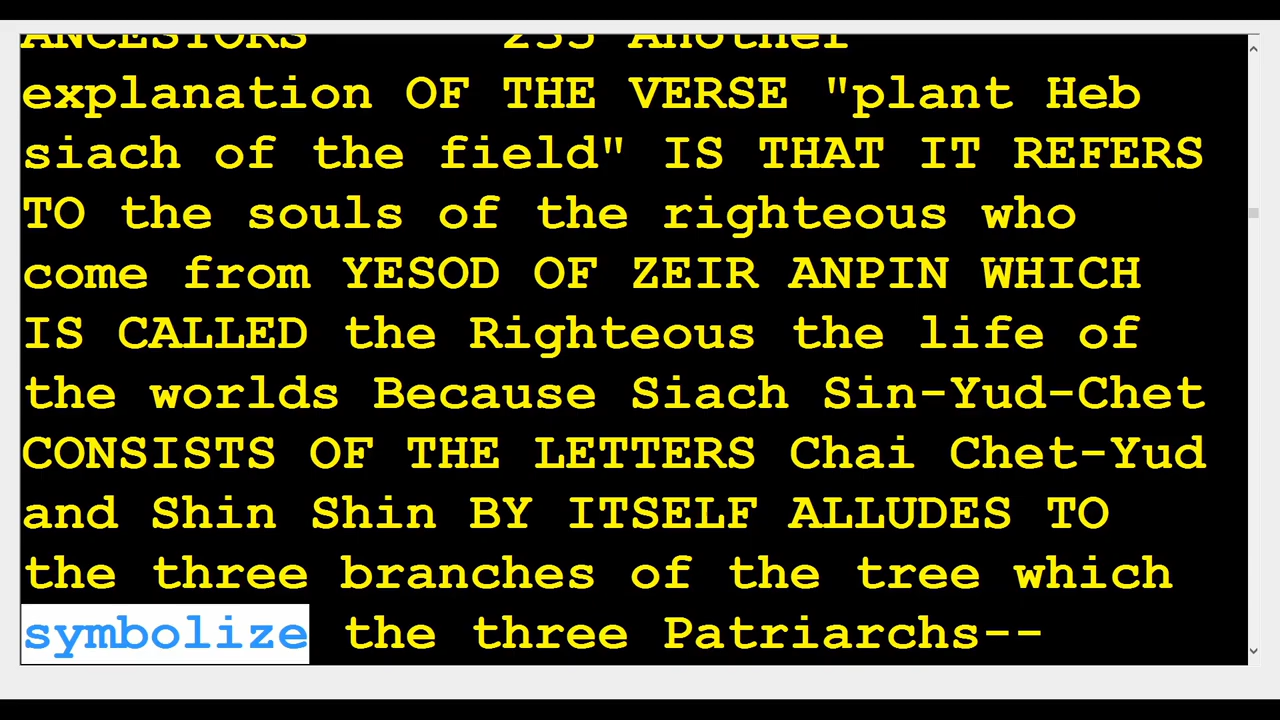 ANCESTORS 235 Another
explanation OF THE VERSE "plant Heb
siach of the field" IS THAT IT REFERS
TO the souls of the righteous who
come from YESOD OF ZEIR ANPIN WHICH
IS CALLED the Righteous the life of
the worlds Because Siach Sin-Yud-Chet
CONSISTS OF THE LETTERS Chai Chet-Yud
and Shin Shin BY ITSELF ALLUDES TO
the three branches of the tree which
symbolize the three Patriarchs--